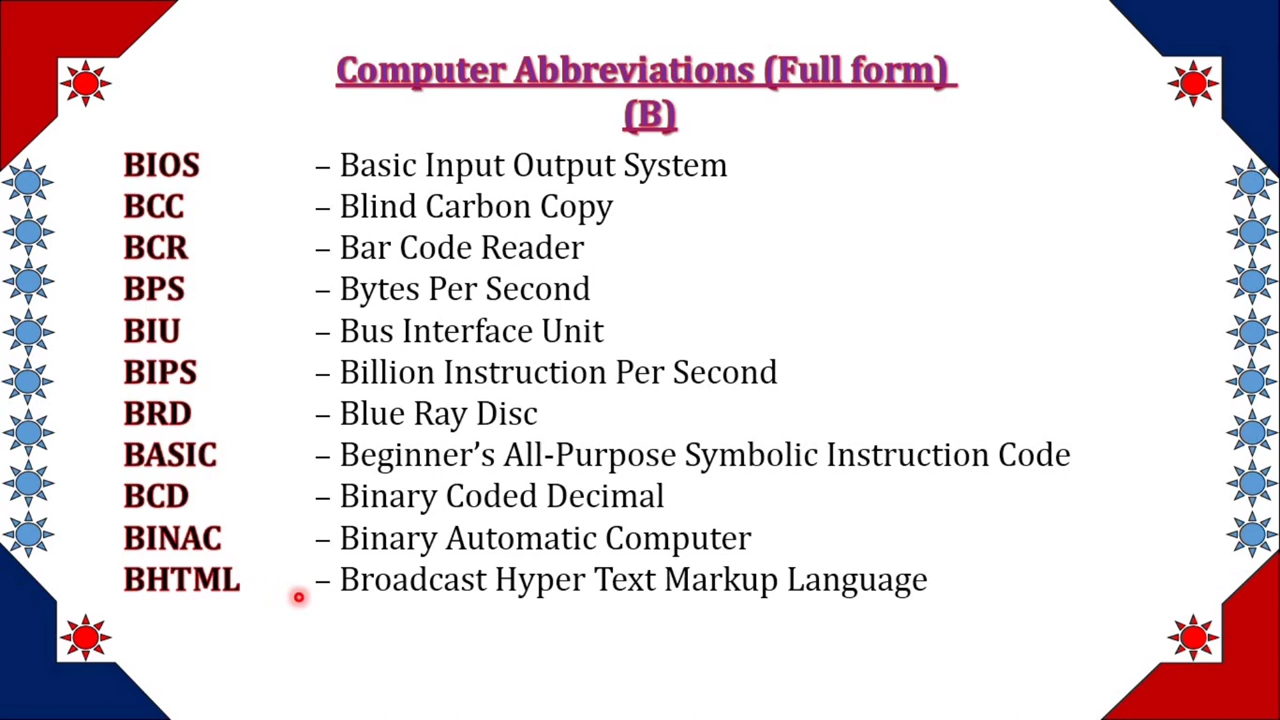 Computer Abbreviations (Full form)
(B)
BIOS – Basic Input Output System
BCC – Blind Carbon Copy
BCR – Bar Code Reader
BPS – Bytes Per Second
BIU – Bus Interface Unit
BIPS – Billion Instruction Per Second
BRD – Blue Ray Disc
BASIC – Beginner’s All-Purpose Symbolic Instruction Code
BCD – Binary Coded Decimal
BINAC – Binary Automatic Computer
BHTML – Broadcast Hyper Text Markup Language